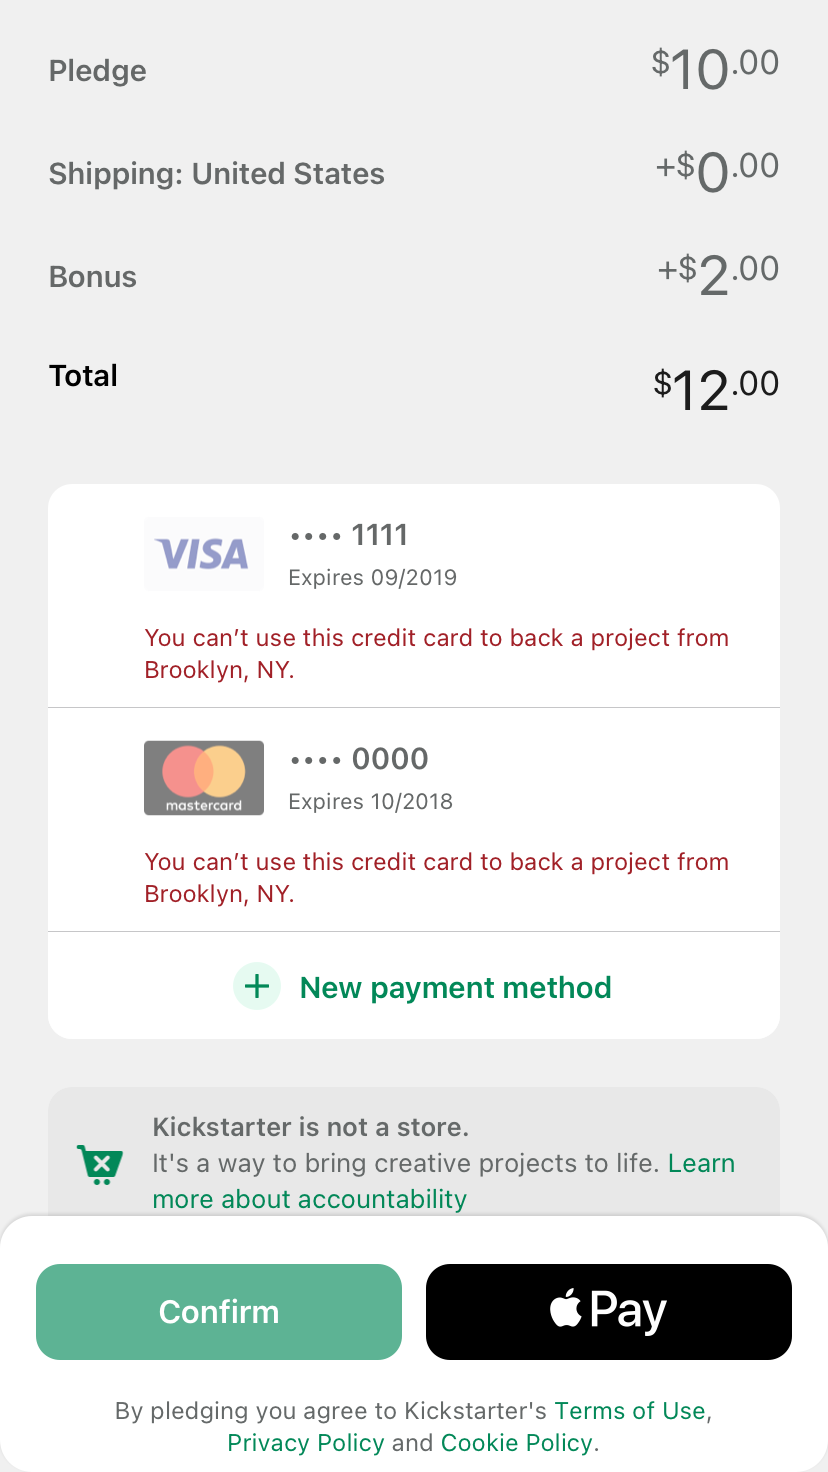 Pledge $10.00
Shipping: United States +$0.00
Bonus +$2.00
Total $12.00
VISA •••• 1111
Expires 09/2019
You can’t use this credit card to back a project from
Brooklyn, NY.
mastercard •••• 0000
Expires 10/2018
You can’t use this credit card to back a project from
Brooklyn, NY.
+ New payment method
Kickstarter is not a store.
It's a way to bring creative projects to life. Learn
more about accountability
Confirm Pay
By pledging you agree to Kickstarter's Terms of Use,
Privacy Policy and Cookie Policy.